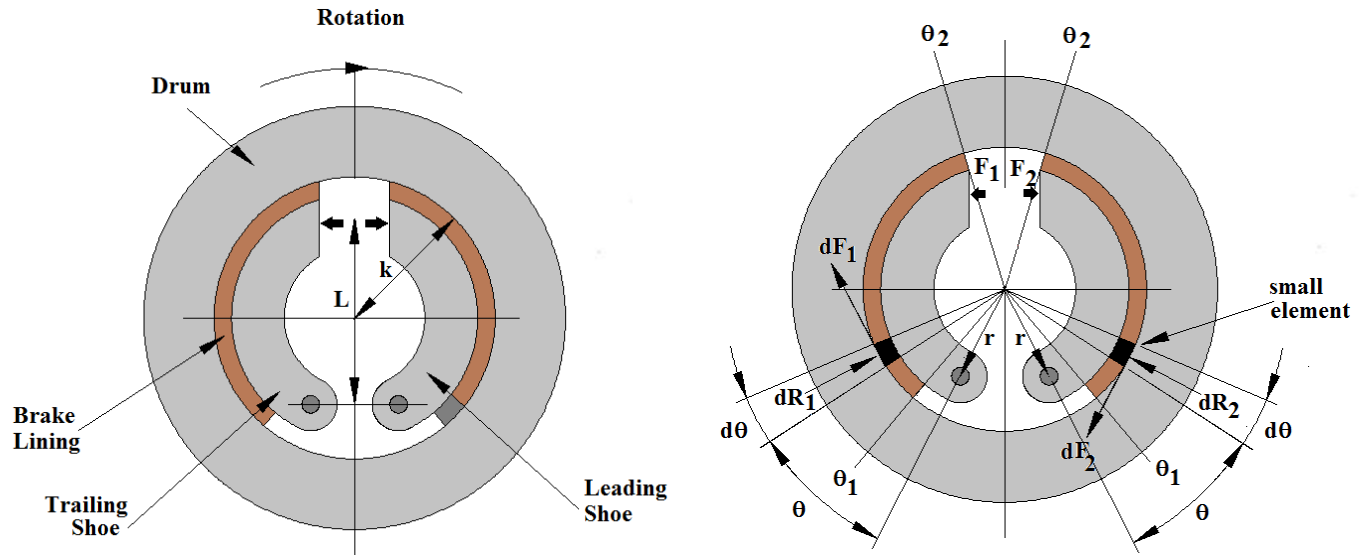 Rotation
Drum
k
L
Brake
Lining
Trailing
Shoe
Leading
Shoe
θ2
θ2
F1
F2
dF1
small
element
r
r
dR1
dR2
dθ
dθ
dF2
θ1
θ1
θ
θ